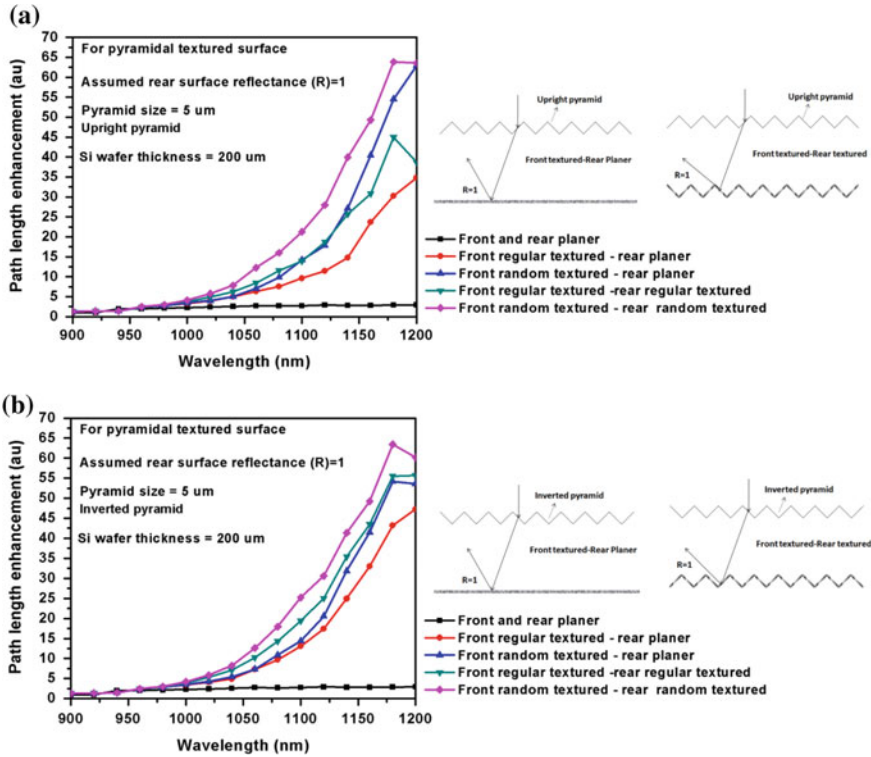 (a)
Path length enhancement (au)
70
65
60
55
50
45
40
35
30
25
20
15
10
5
0
For pyramidal textured surface
Assumed rear surface reflectance (R)=1
Pyramid size = 5 um
Upright pyramid
Si wafer thickness = 200 um
900
950
1000
1050
1100
1150
1200
Wavelength (nm)
Upright pyramid
Front textured-Rear Planer
R=1
Upright pyramid
Front textured-Rear textured
R=1
Front and rear planer
Front regular textured - rear planer
Front random textured - rear planer
Front regular textured -rear regular textured
Front random textured - rear random textured
(b)
Path length enhancement (au)
70
65
60
55
50
45
40
35
30
25
20
15
10
5
0
For pyramidal textured surface
Assumed rear surface reflectance (R)=1
Pyramid size = 5 um
Inverted pyramid
Si wafer thickness = 200 um
900
950
1000
1050
1100
1150
1200
Wavelength (nm)
Inverted pyramid
Front textured-Rear Planer
R=1
Inverted pyramid
Front textured-Rear textured
R=1
Front and rear planer
Front regular textured - rear planer
Front random textured - rear planer
Front regular textured -rear regular textured
Front random textured - rear random textured